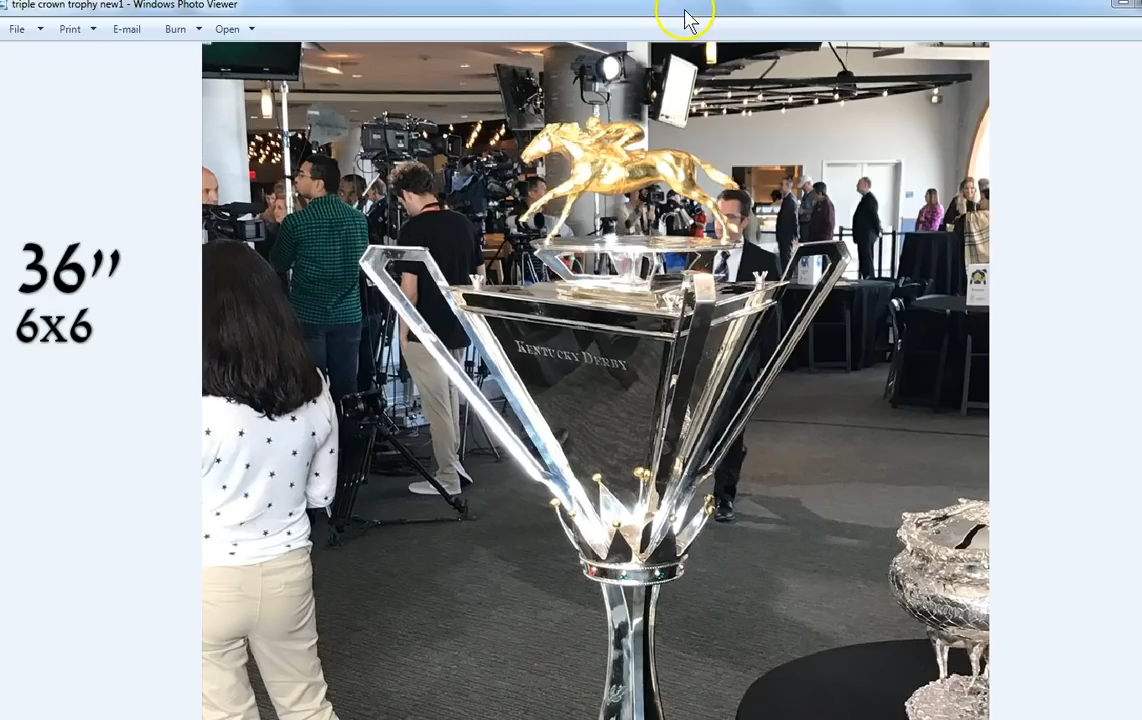 triple crown trophy new1 - Windows Photo Viewer
File Print E-mail Burn Open
36"
6x6
KENTUCKY DERBY